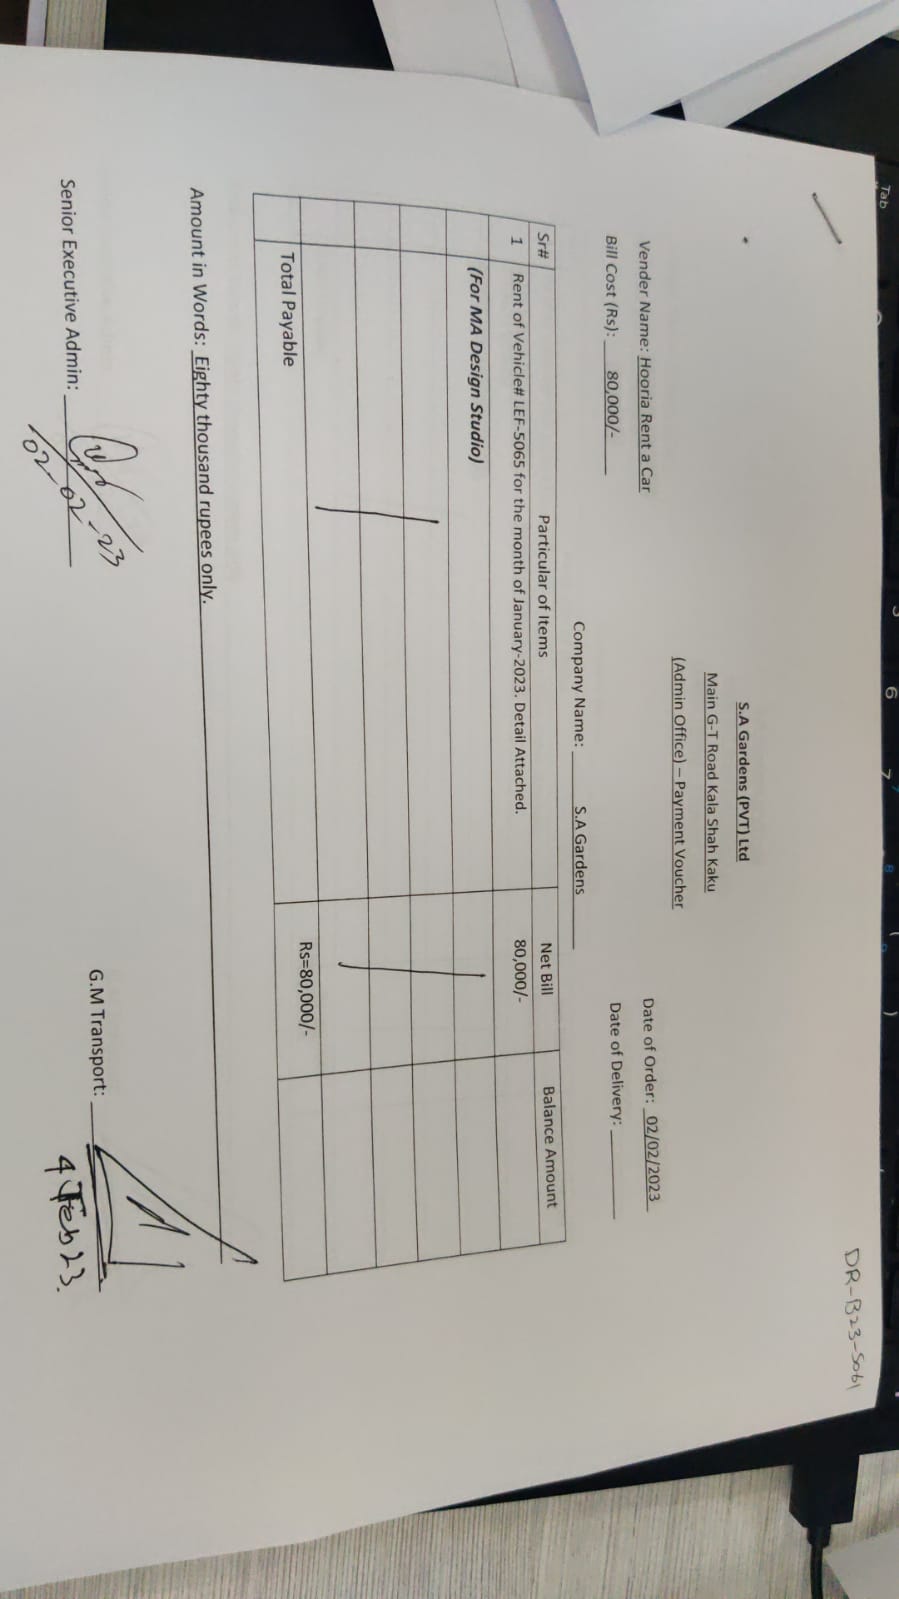 DR-B23-5061
S.A Gardens (PVT) Ltd
Main G-T Road Kala Shah Kaku
(Admin Office) – Payment Voucher
Vender Name: Hooria Rent a Car Date of Order: 02/02/2023
Bill Cost (Rs): 80,000/- Date of Delivery:
Company Name: S.A Gardens
Sr# Particular of Items Net Bill Balance Amount
1 Rent of Vehicle# LEF-5065 for the month of January-2023. Detail Attached. 80,000/-
(For MA Design Studio)
Total Payable Rs=80,000/-
Amount in Words: Eighty thousand rupees only.
Senior Executive Admin: G.M Transport:
02-02-23 4 Feb 23.
Tab 6 7 8 9 )